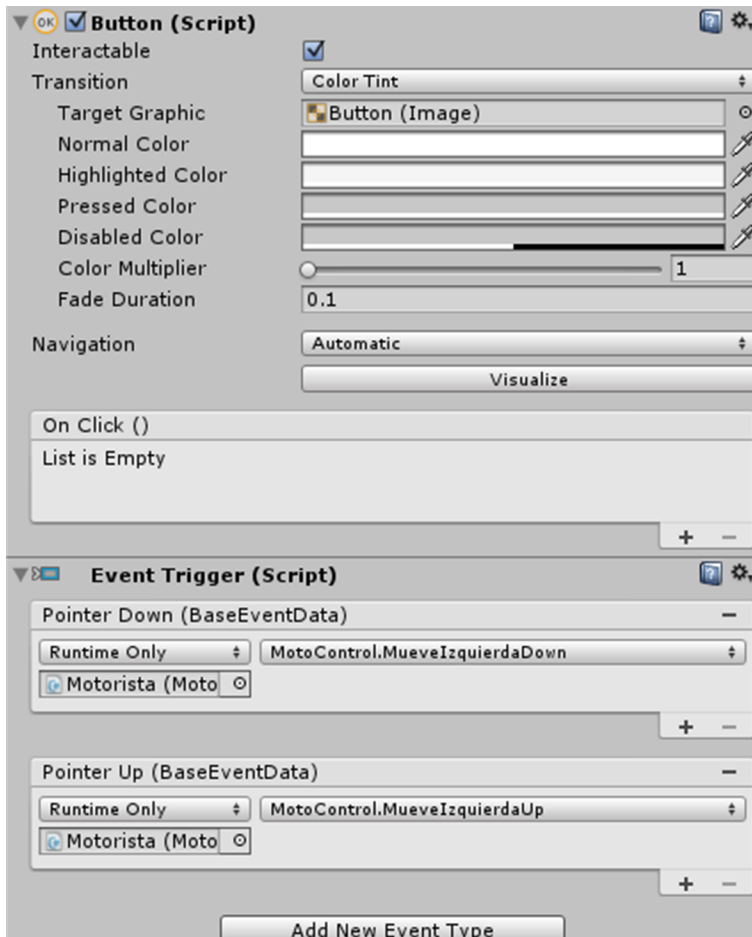 OK Button (Script)
Interactable
Transition Color Tint
Target Graphic Button (Image)
Normal Color
Highlighted Color
Pressed Color
Disabled Color
Color Multiplier 1
Fade Duration 0.1
Navigation Automatic
Visualize
On Click ()
List is Empty
+ −
Event Trigger (Script)
Pointer Down (BaseEventData) −
Runtime Only MotoControl.MueveIzquierdaDown
Motorista (Moto
+ −
Pointer Up (BaseEventData) −
Runtime Only MotoControl.MueveIzquierdaUp
Motorista (Moto
+ −
Add New Event Type